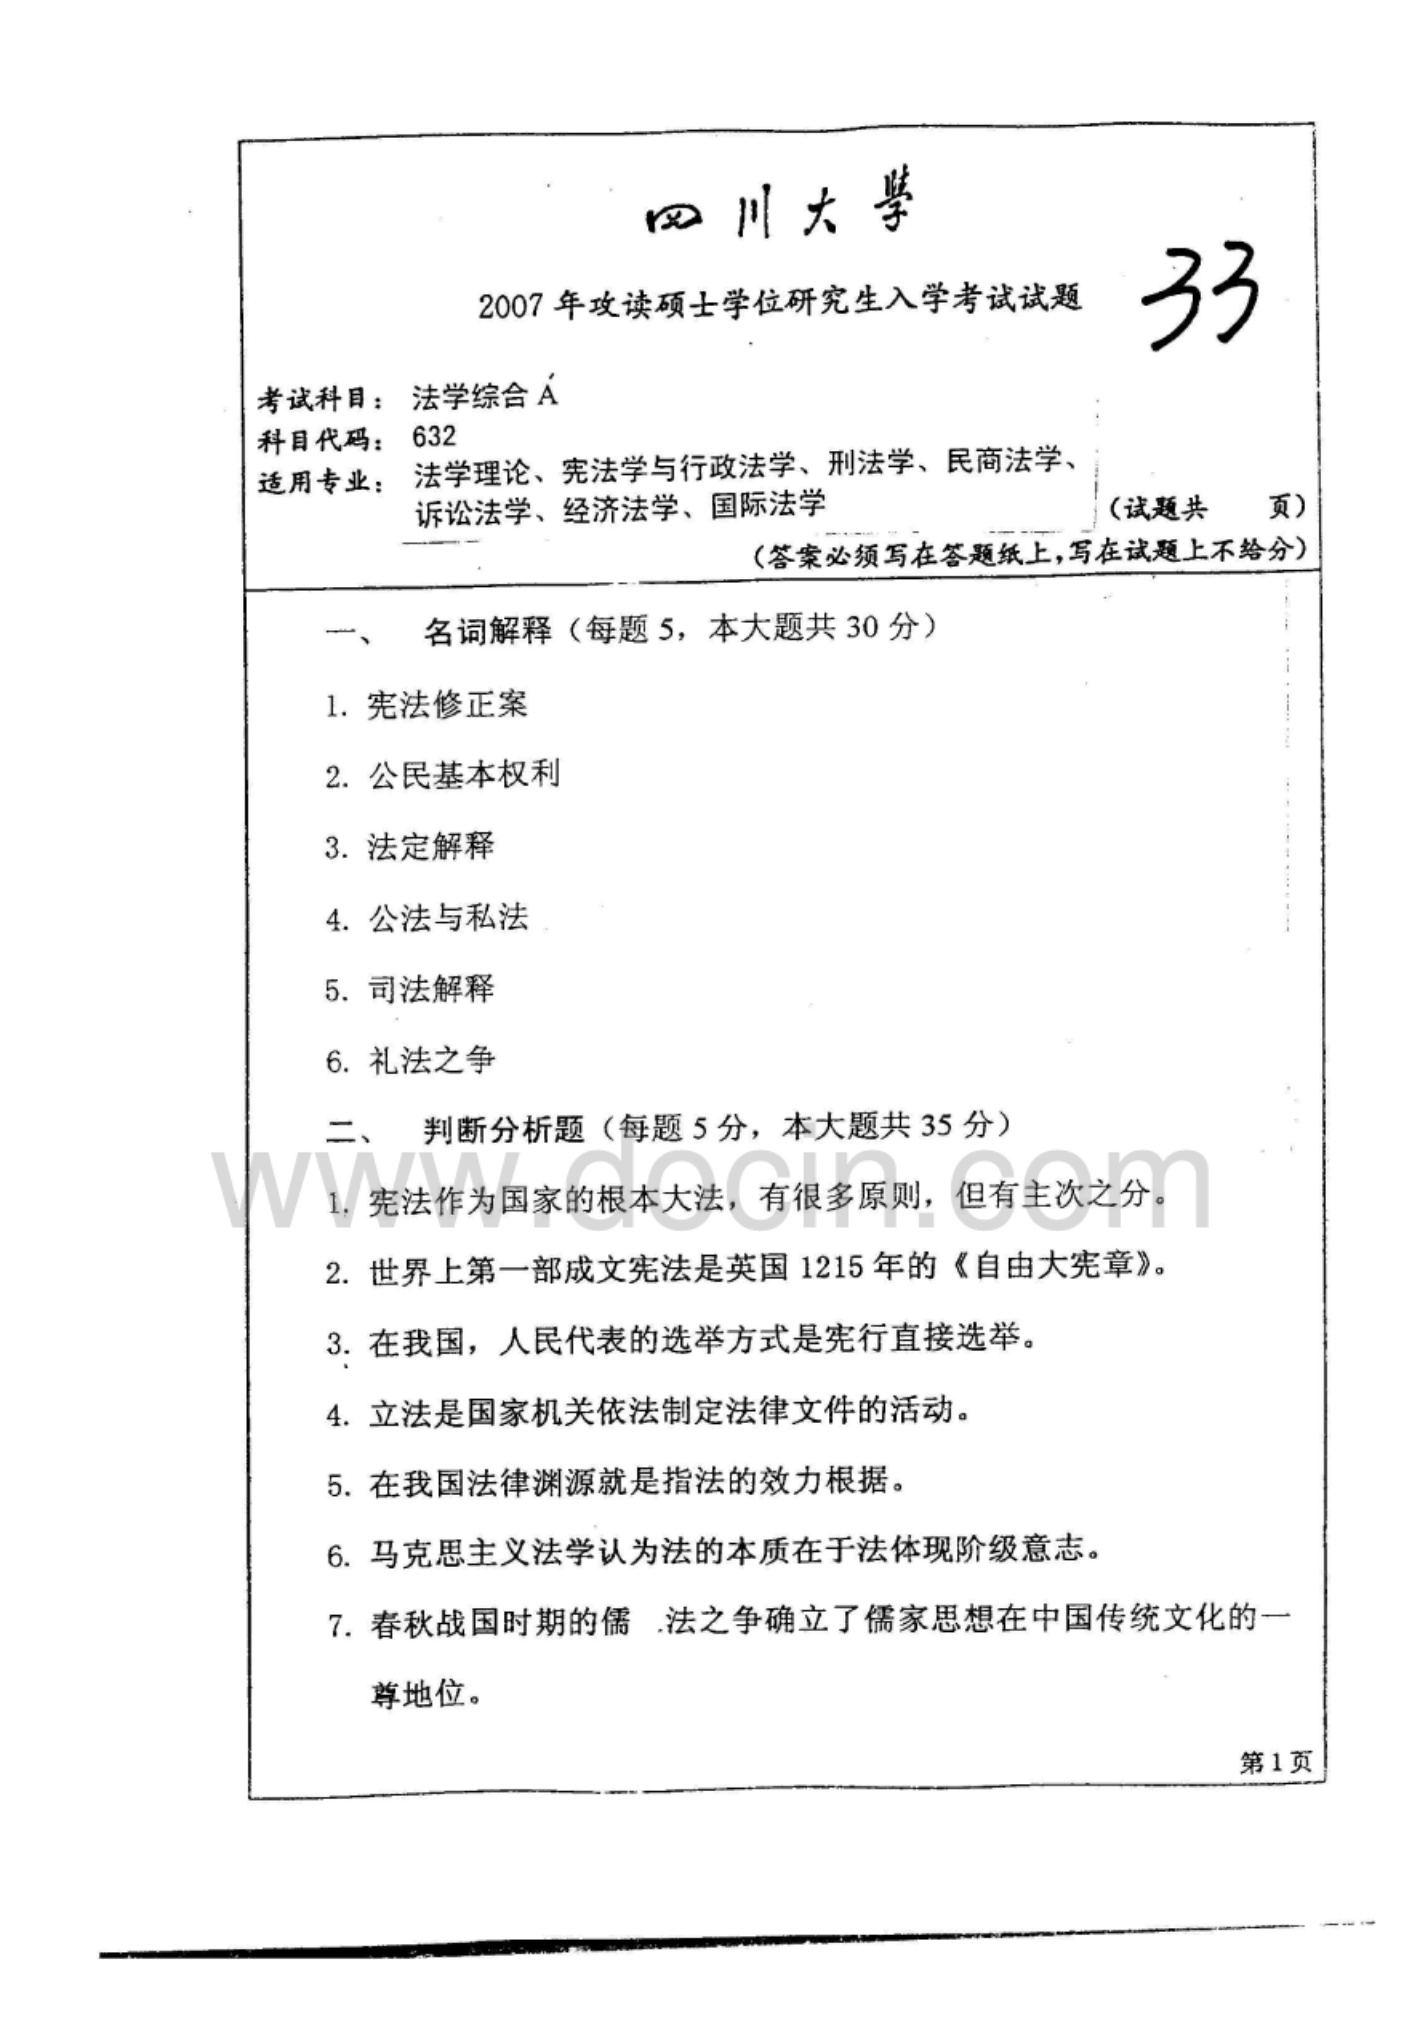 四川大學
2007年攻读硕士学位研究生入学考试试题
33
考试科目：法学综合A
科目代码：632
适用专业：法学理论、宪法学与行政法学、刑法学、民商法学、
诉讼法学、经济法学、国际法学
（试题共 页）
（答案必须写在答题纸上，写在试题上不给分）
一、 名词解释（每题5，本大题共30分）
1. 宪法修正案
2. 公民基本权利
3. 法定解释
4. 公法与私法
5. 司法解释
6. 礼法之争
二、 判断分析题（每题5分，本大题共35分）
www.docin.com
1. 宪法作为国家的根本大法，有很多原则，但有主次之分。
2. 世界上第一部成文宪法是英国1215年的《自由大宪章》。
3. 在我国，人民代表的选举方式是实行直接选举。
4. 立法是国家机关依法制定法律文件的活动。
5. 在我国法律渊源就是指法的效力根据。
6. 马克思主义法学认为法的本质在于法体现阶级意志。
7. 春秋战国时期的儒 法之争确立了儒家思想在中国传统文化的一
尊地位。
第1页